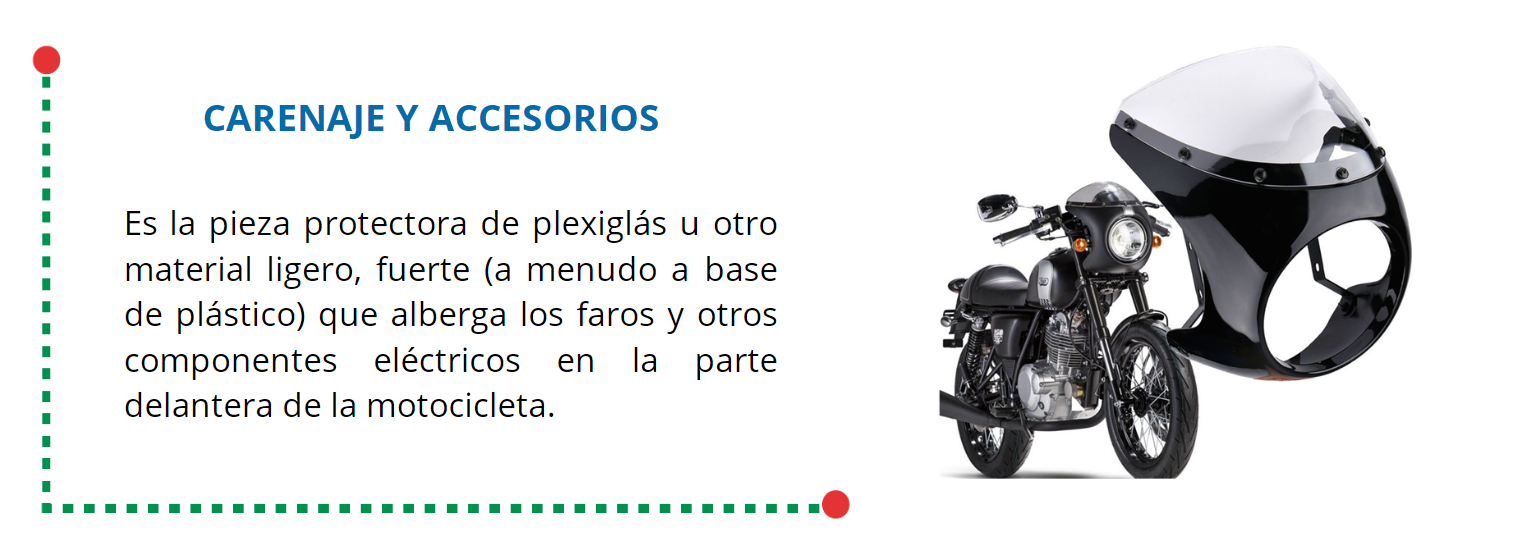 CARENAJE Y ACCESORIOS
Es la pieza protectora de plexiglás u otro
material ligero, fuerte (a menudo a base
de plástico) que alberga los faros y otros
componentes eléctricos en la parte
delantera de la motocicleta.